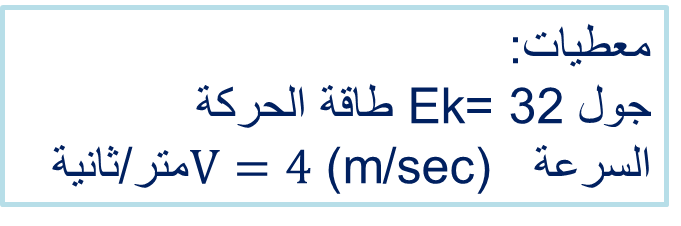 معطيات:
طاقة الحركة Ek= 32 جول
السرعة V = 4 (m/sec) متر/ثانية